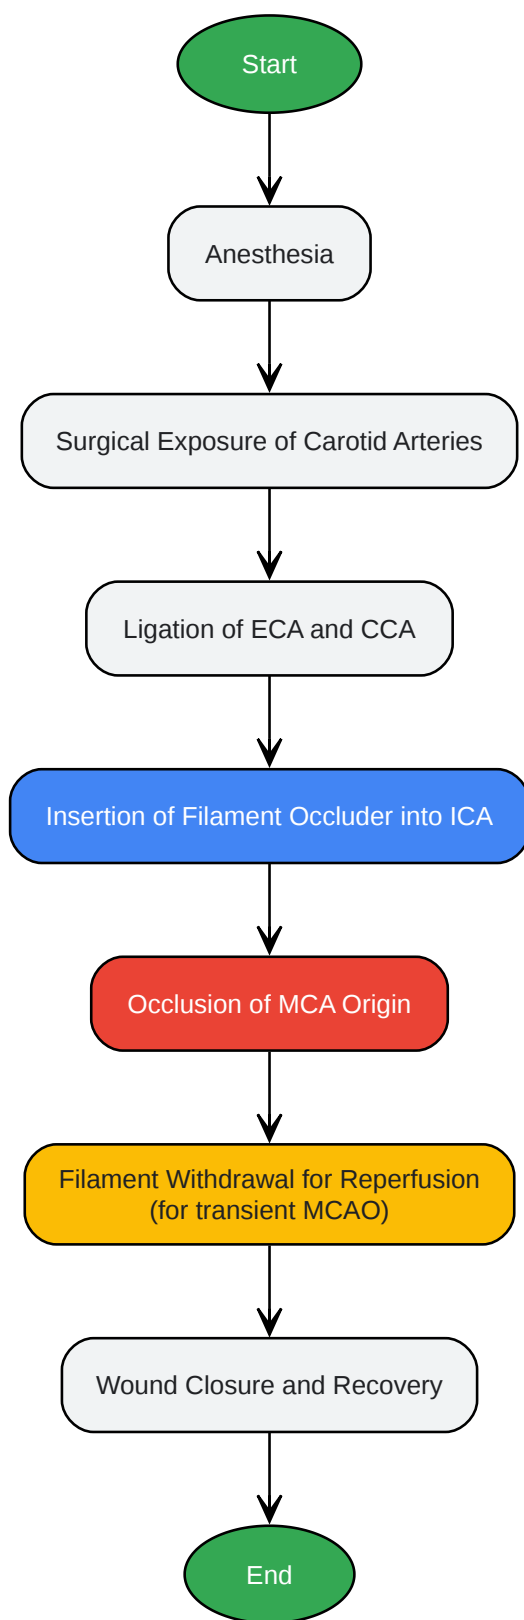 Start
Anesthesia
Surgical Exposure of Carotid Arteries
Ligation of ECA and CCA
Insertion of Filament Occluder into ICA
Occlusion of MCA Origin
Filament Withdrawal for Reperfusion
(for transient MCAO)
Wound Closure and Recovery
End